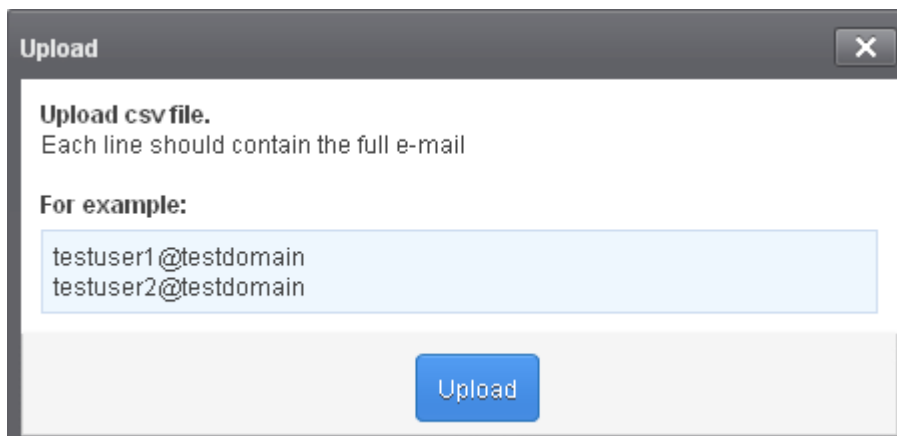 Upload
Upload csv file.
Each line should contain the full e-mail
For example:
testuser1@testdomain
testuser2@testdomain
Upload